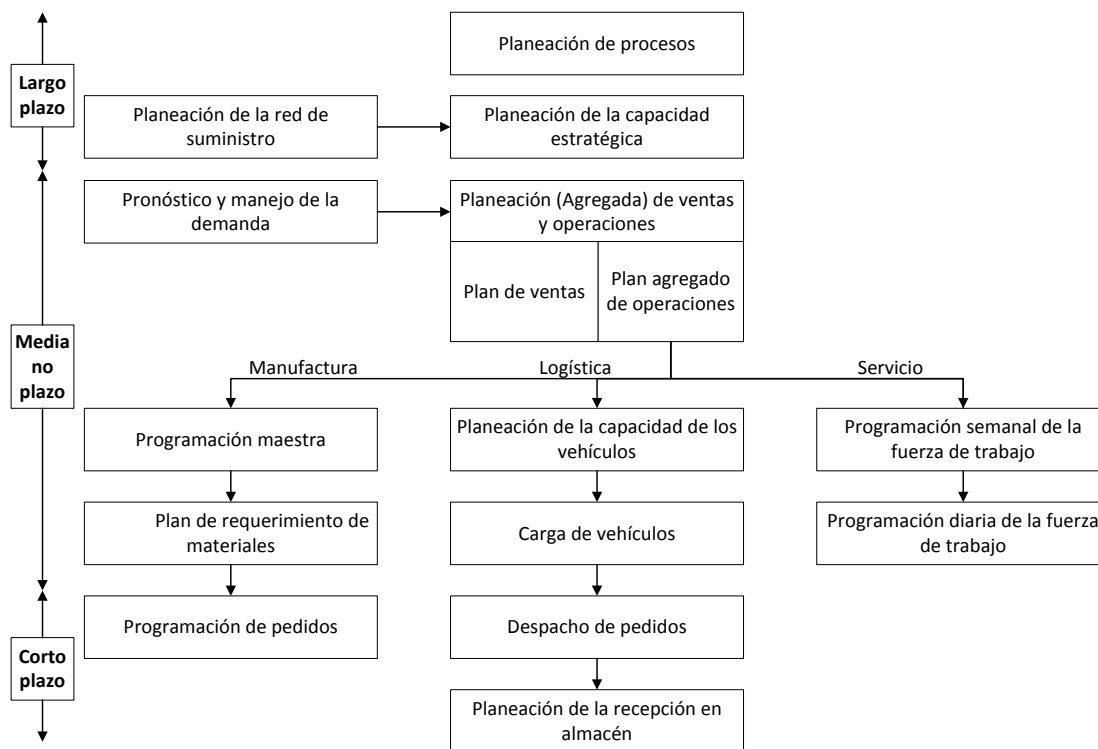 Planeación de procesos
Largo
plazo
Planeación de la red de
suministro
Planeación de la capacidad
estratégica
Pronóstico y manejo de la
demanda
Planeación (Agregada) de ventas
y operaciones
Plan de ventas
Plan agregado
de operaciones
Media
no
plazo
Manufactura
Logística
Servicio
Programación maestra
Planeación de la capacidad de los
vehículos
Programación semanal de la
fuerza de trabajo
Plan de requerimiento de
materiales
Carga de vehículos
Programación diaria de la fuerza
de trabajo
Programación de pedidos
Despacho de pedidos
Corto
plazo
Planeación de la recepción en
almacén